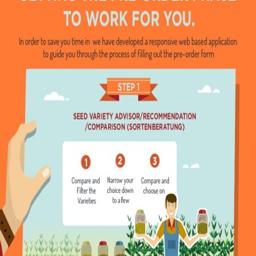 TO WORK FOR YOU.
In order to save you time in we have developed a responsive web based application
to guide you through the process of filling out the pre-order form
STEP 1
SEED VARIETY ADVISOR/RECOMMENDATION
/COMPARISON (SORTENBERATUNG)
1
2
3
Compare and
Filter the
Varieties
Narrow your
choice down
to a few
Compare and
choose on